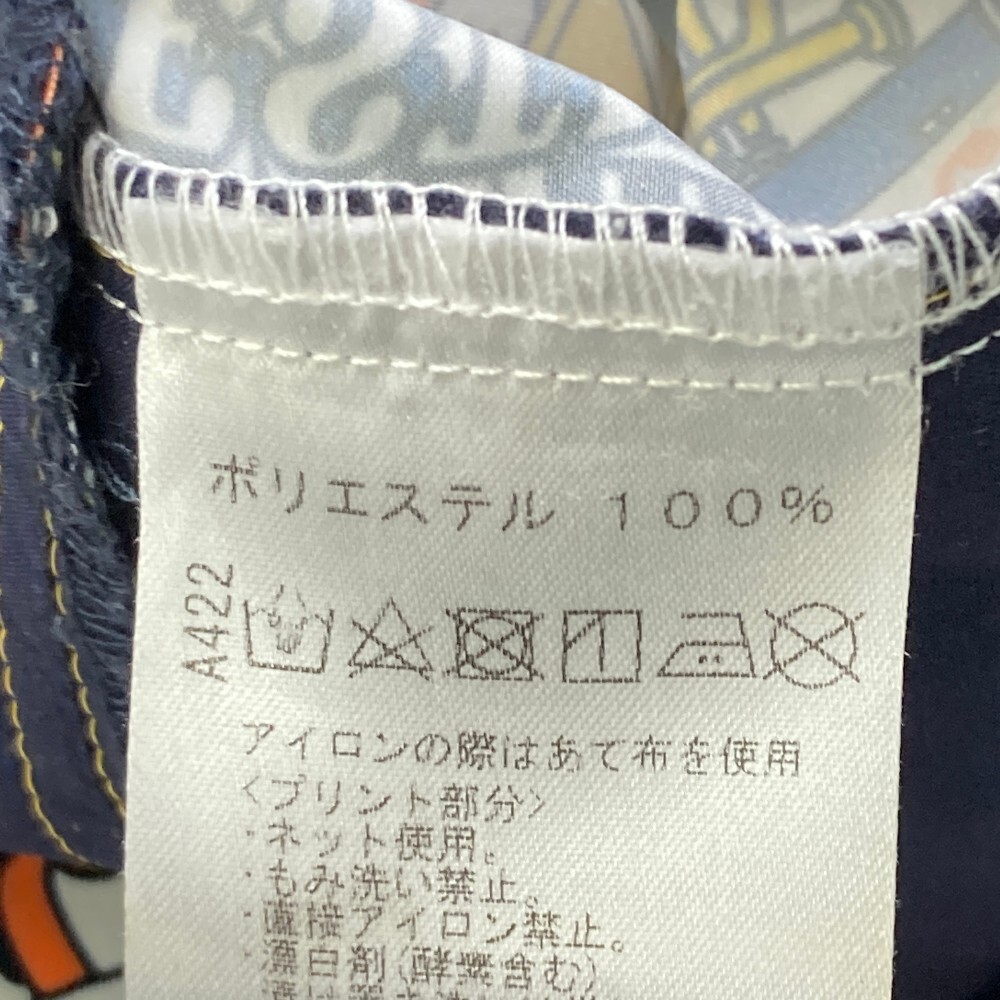 ポリエステル 100%
A422
アイロンの際はあて布を使用
<プリント部分>
・ネット使用。
・もみ洗い禁止。
・直接アイロン禁止。
・漂白剤(酵素含む)